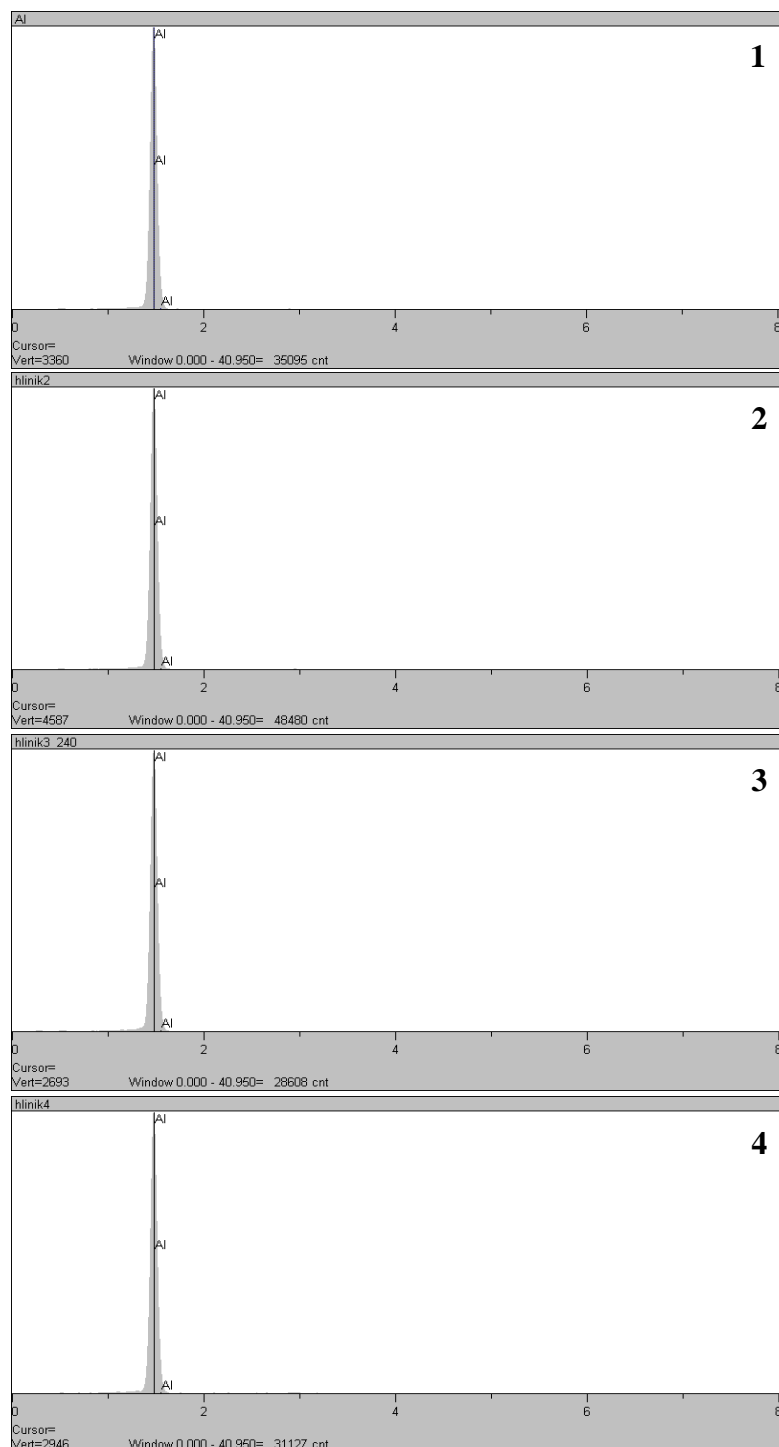 Al
Al
1
Al
Al
0 2 4 6 8
Cursor=
Vert=3360 Window 0.000 - 40.950= 35095 cnt
hlinik2
Al
2
Al
Al
0 2 4 6 8
Cursor=
Vert=4587 Window 0.000 - 40.950= 48480 cnt
hlinik3 240
Al
3
Al
Al
0 2 4 6 8
Cursor=
Vert=2693 Window 0.000 - 40.950= 28608 cnt
hlinik4
Al
4
Al
Al
0 2 4 6 8
Cursor=
Vert=2946 Window 0.000 - 40.950= 31127 cnt